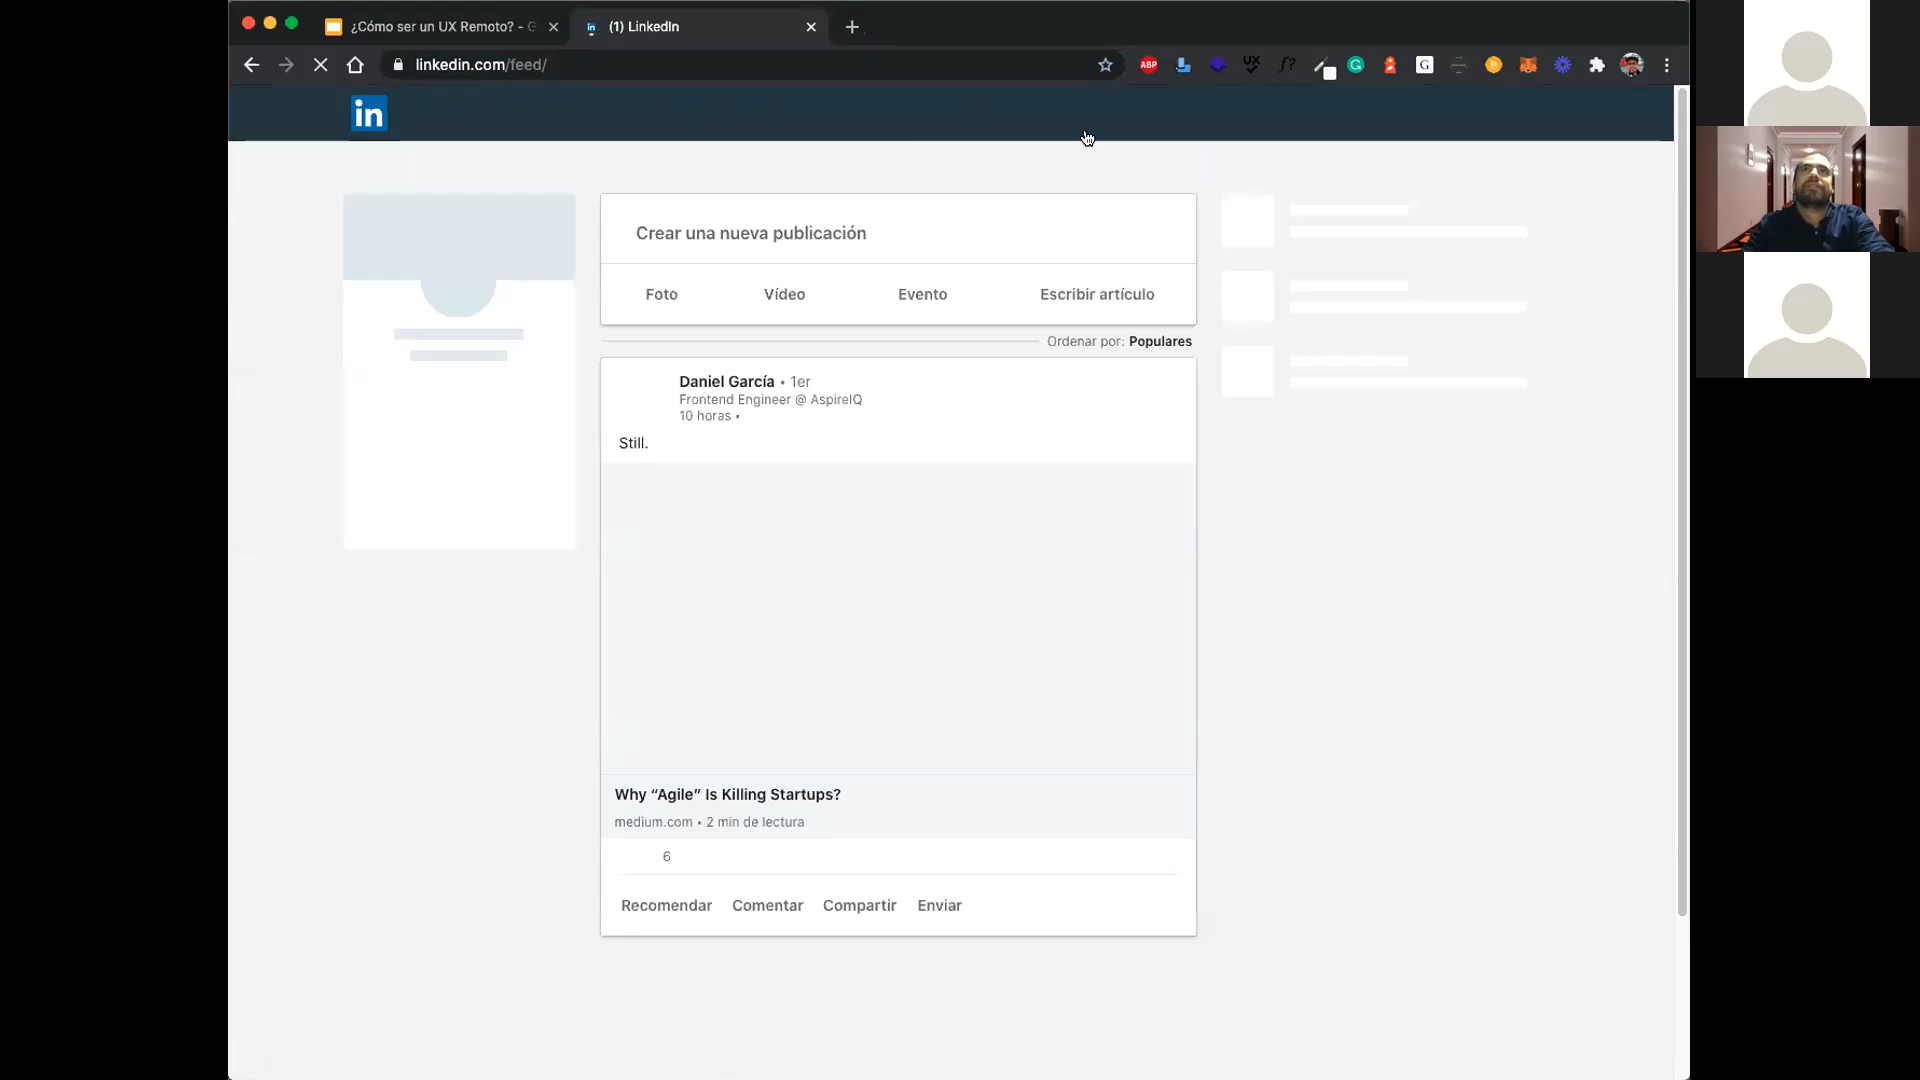 ¿Cómo ser un UX Remoto? - G
(1) LinkedIn
linkedin.com/feed/
ABP
UX
f?
G
G
in
Crear una nueva publicación
Foto
Vídeo
Evento
Escribir artículo
Ordenar por: Populares
Daniel García • 1er
Frontend Engineer @ AspireIQ
10 horas •
Still.
Why “Agile” Is Killing Startups?
medium.com • 2 min de lectura
6
Recomendar
Comentar
Compartir
Enviar